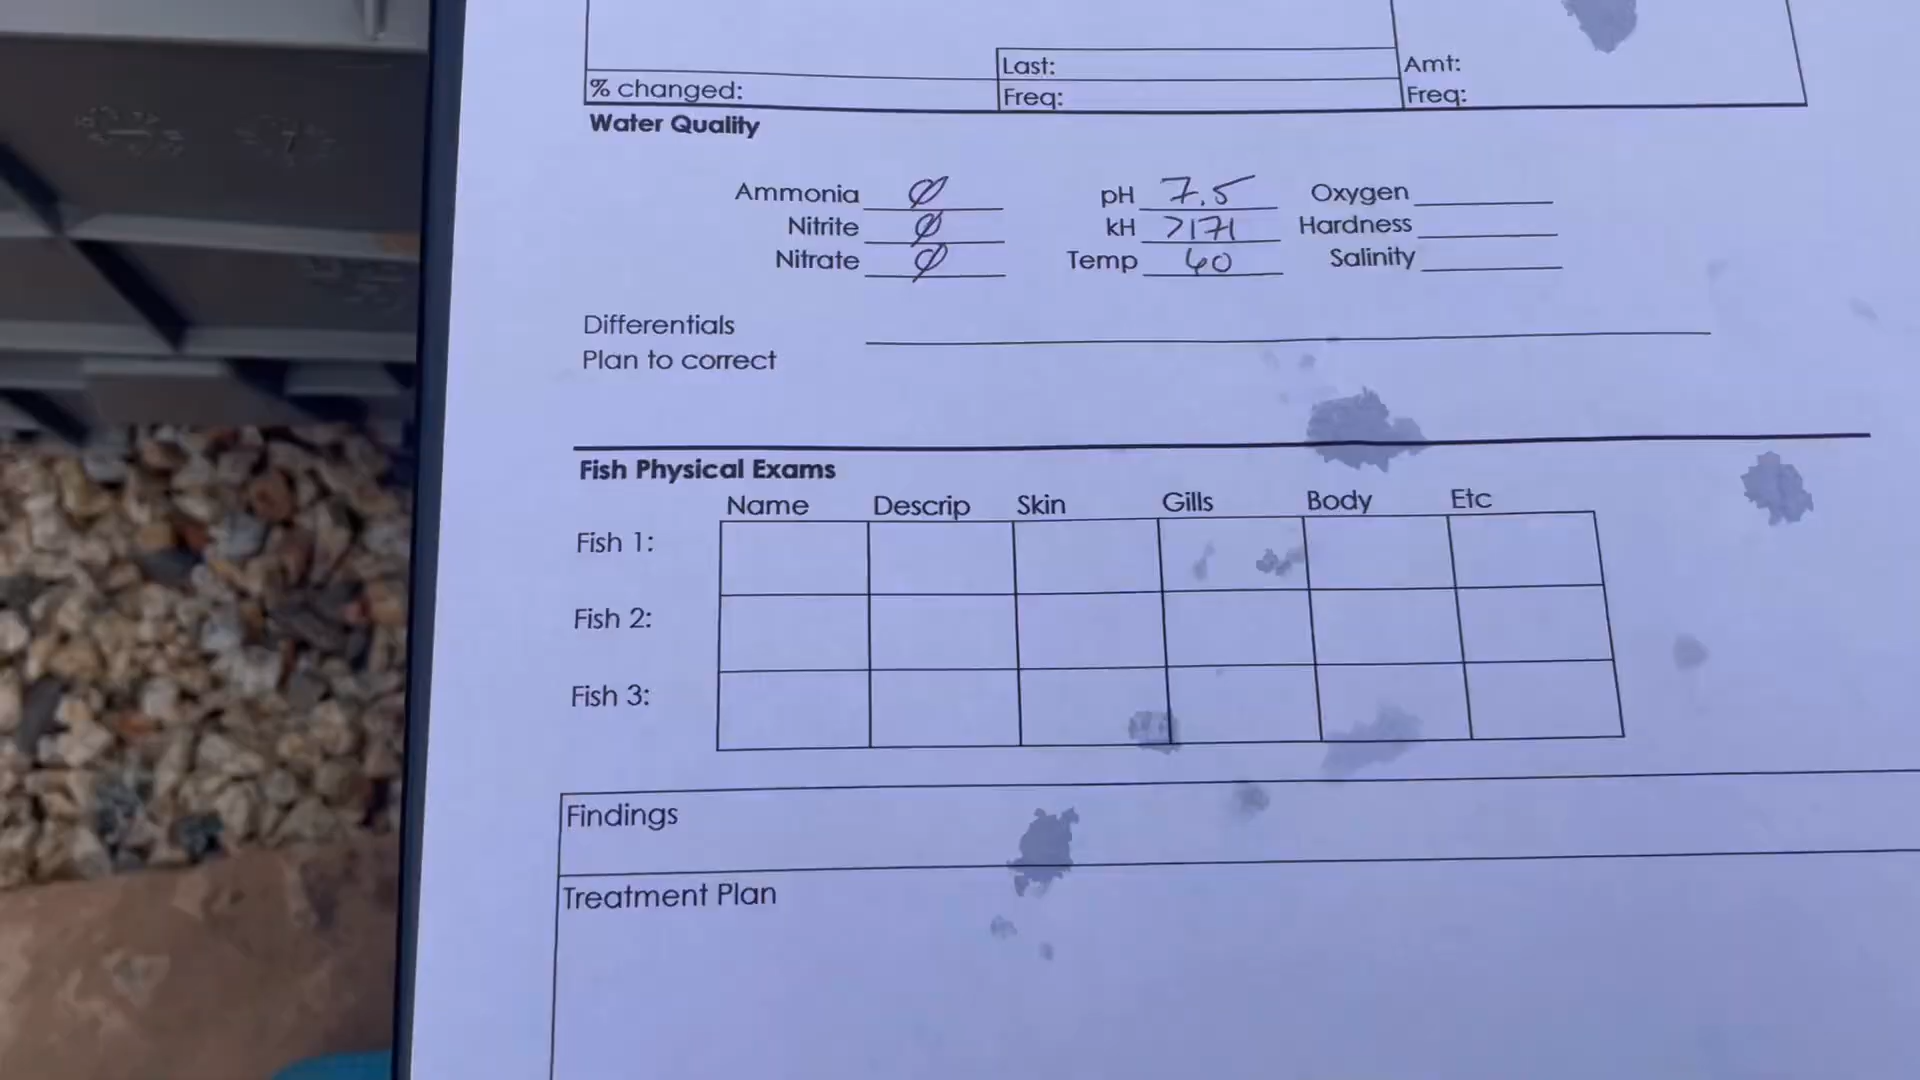 Last: Amt:
% changed: Freq: Freq:
Water Quality
Ammonia Ø pH 7.5 Oxygen
Nitrite Ø kH >171 Hardness
Nitrate Ø Temp 60 Salinity
Differentials
Plan to correct
Fish Physical Exams
Name Descrip Skin Gills Body Etc
Fish 1:
Fish 2:
Fish 3:
Findings
Treatment Plan